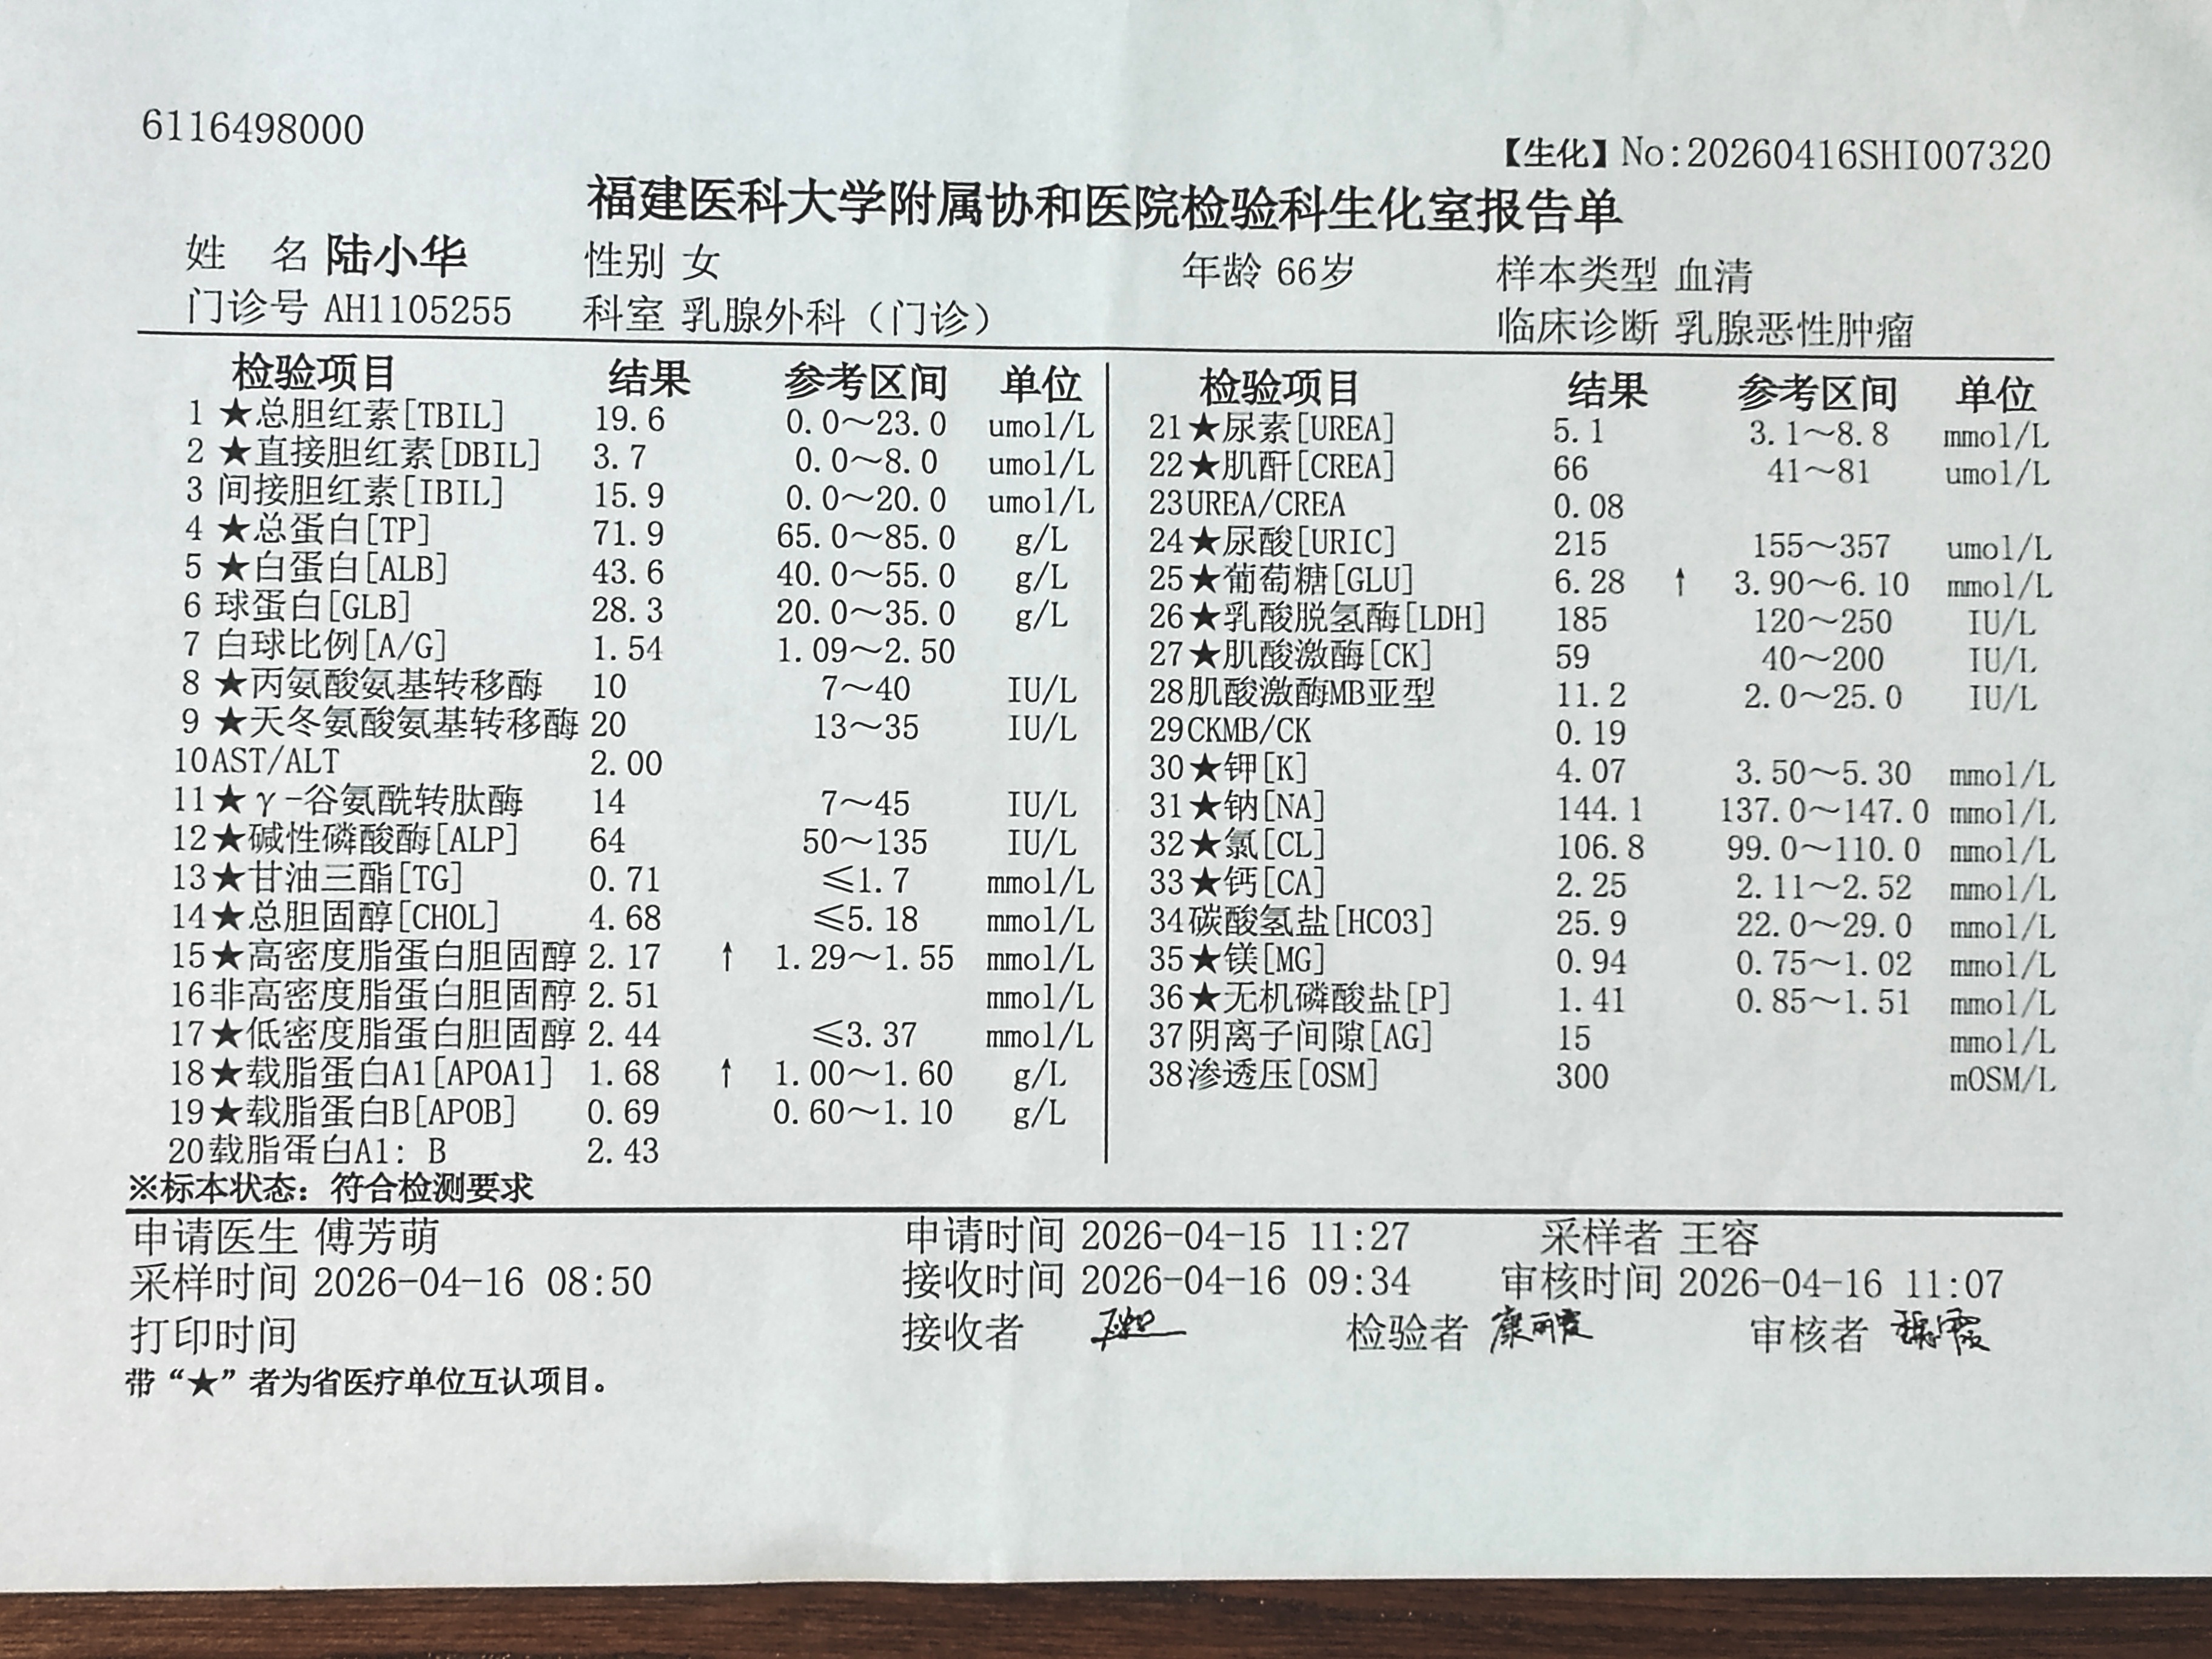 6116498000
【生化】No:20260416SHI007320
福建医科大学附属协和医院检验科生化室报告单
姓 名 陆小华 性别 女 年龄 66岁 样本类型 血清
门诊号 AH1105255 科室 乳腺外科（门诊） 临床诊断 乳腺恶性肿瘤
检验项目 结果 参考区间 单位
1 ★总胆红素[TBIL] 19.6 0.0～23.0 umol/L
2 ★直接胆红素[DBIL] 3.7 0.0～8.0 umol/L
3 间接胆红素[IBIL] 15.9 0.0～20.0 umol/L
4 ★总蛋白[TP] 71.9 65.0～85.0 g/L
5 ★白蛋白[ALB] 43.6 40.0～55.0 g/L
6 球蛋白[GLB] 28.3 20.0～35.0 g/L
7 白球比例[A/G] 1.54 1.09～2.50
8 ★丙氨酸氨基转移酶 10 7～40 IU/L
9 ★天冬氨酸氨基转移酶 20 13～35 IU/L
10AST/ALT 2.00
11★γ-谷氨酰转肽酶 14 7～45 IU/L
12★碱性磷酸酶[ALP] 64 50～135 IU/L
13★甘油三酯[TG] 0.71 ≤1.7 mmol/L
14★总胆固醇[CHOL] 4.68 ≤5.18 mmol/L
15★高密度脂蛋白胆固醇 2.17 ↑ 1.29～1.55 mmol/L
16非高密度脂蛋白胆固醇 2.51 mmol/L
17★低密度脂蛋白胆固醇 2.44 ≤3.37 mmol/L
18★载脂蛋白A1[APOA1] 1.68 ↑ 1.00～1.60 g/L
19★载脂蛋白B[APOB] 0.69 0.60～1.10 g/L
20载脂蛋白A1: B 2.43
检验项目 结果 参考区间 单位
21★尿素[UREA] 5.1 3.1～8.8 mmol/L
22★肌酐[CREA] 66 41～81 umol/L
23UREA/CREA 0.08
24★尿酸[URIC] 215 155～357 umol/L
25★葡萄糖[GLU] 6.28 ↑ 3.90～6.10 mmol/L
26★乳酸脱氢酶[LDH] 185 120～250 IU/L
27★肌酸激酶[CK] 59 40～200 IU/L
28肌酸激酶MB亚型 11.2 2.0～25.0 IU/L
29CKMB/CK 0.19
30★钾[K] 4.07 3.50～5.30 mmol/L
31★钠[NA] 144.1 137.0～147.0 mmol/L
32★氯[CL] 106.8 99.0～110.0 mmol/L
33★钙[CA] 2.25 2.11～2.52 mmol/L
34碳酸氢盐[HCO3] 25.9 22.0～29.0 mmol/L
35★镁[MG] 0.94 0.75～1.02 mmol/L
36★无机磷酸盐[P] 1.41 0.85～1.51 mmol/L
37阴离子间隙[AG] 15 mmol/L
38渗透压[OSM] 300 mOSM/L
※标本状态：符合检测要求
申请医生 傅芳萌 申请时间 2026-04-15 11:27 采样者 王容
采样时间 2026-04-16 08:50 接收时间 2026-04-16 09:34 审核时间 2026-04-16 11:07
打印时间 接收者 检验者 康丽霞 审核者
带“★”者为省医疗单位互认项目。